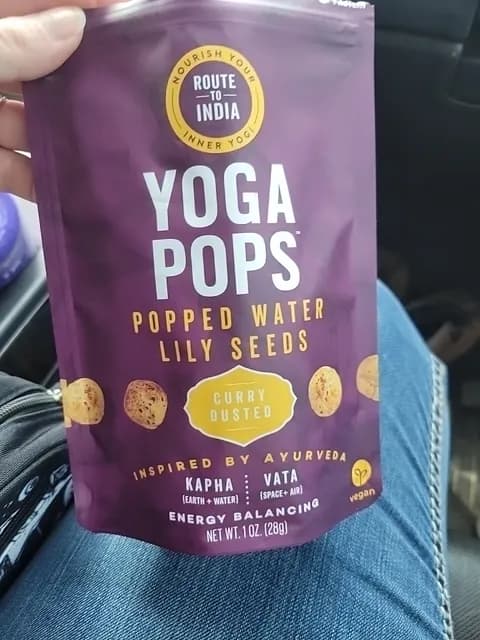 NOURISH YOUR
ROUTE
TO
INDIA
INNER YOGI
YOGA
POPS™
POPPED WATER
LILY SEEDS
CURRY
DUSTED
INSPIRED BY AYURVEDA
KAPHA
(EARTH + WATER)
VATA
(SPACE+ AIR)
vegan
ENERGY BALANCING
NET WT. 1 OZ. (28g)